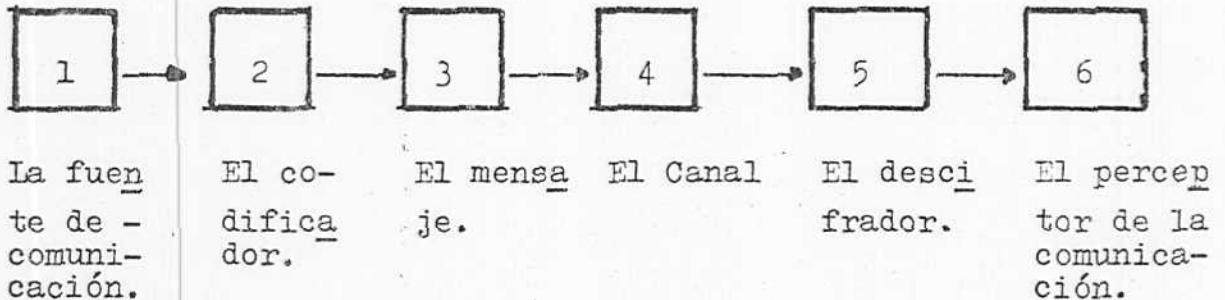 1 2 3 4 5 6
La fuen El co- El mensa El Canal El desci El percep
te de - difica je. frador. tor de la
comuni- dor. comunica-
cación. ción.